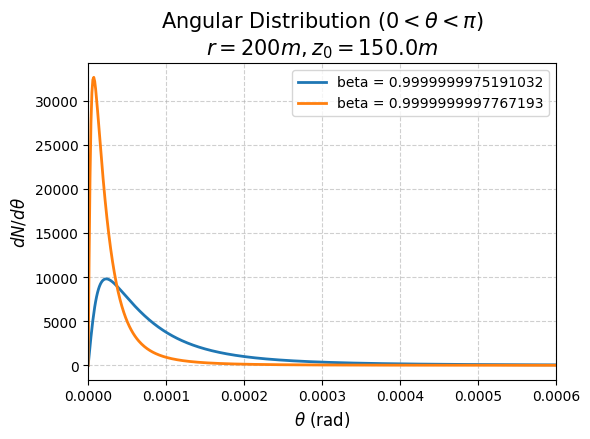 Angular Distribution (0 < θ < π)
r = 200m, z₀ = 150.0m
beta = 0.9999999975191032
beta = 0.9999999997767193
dN/dθ
30000
25000
20000
15000
10000
5000
0
0.0000 0.0001 0.0002 0.0003 0.0004 0.0005 0.0006
θ (rad)